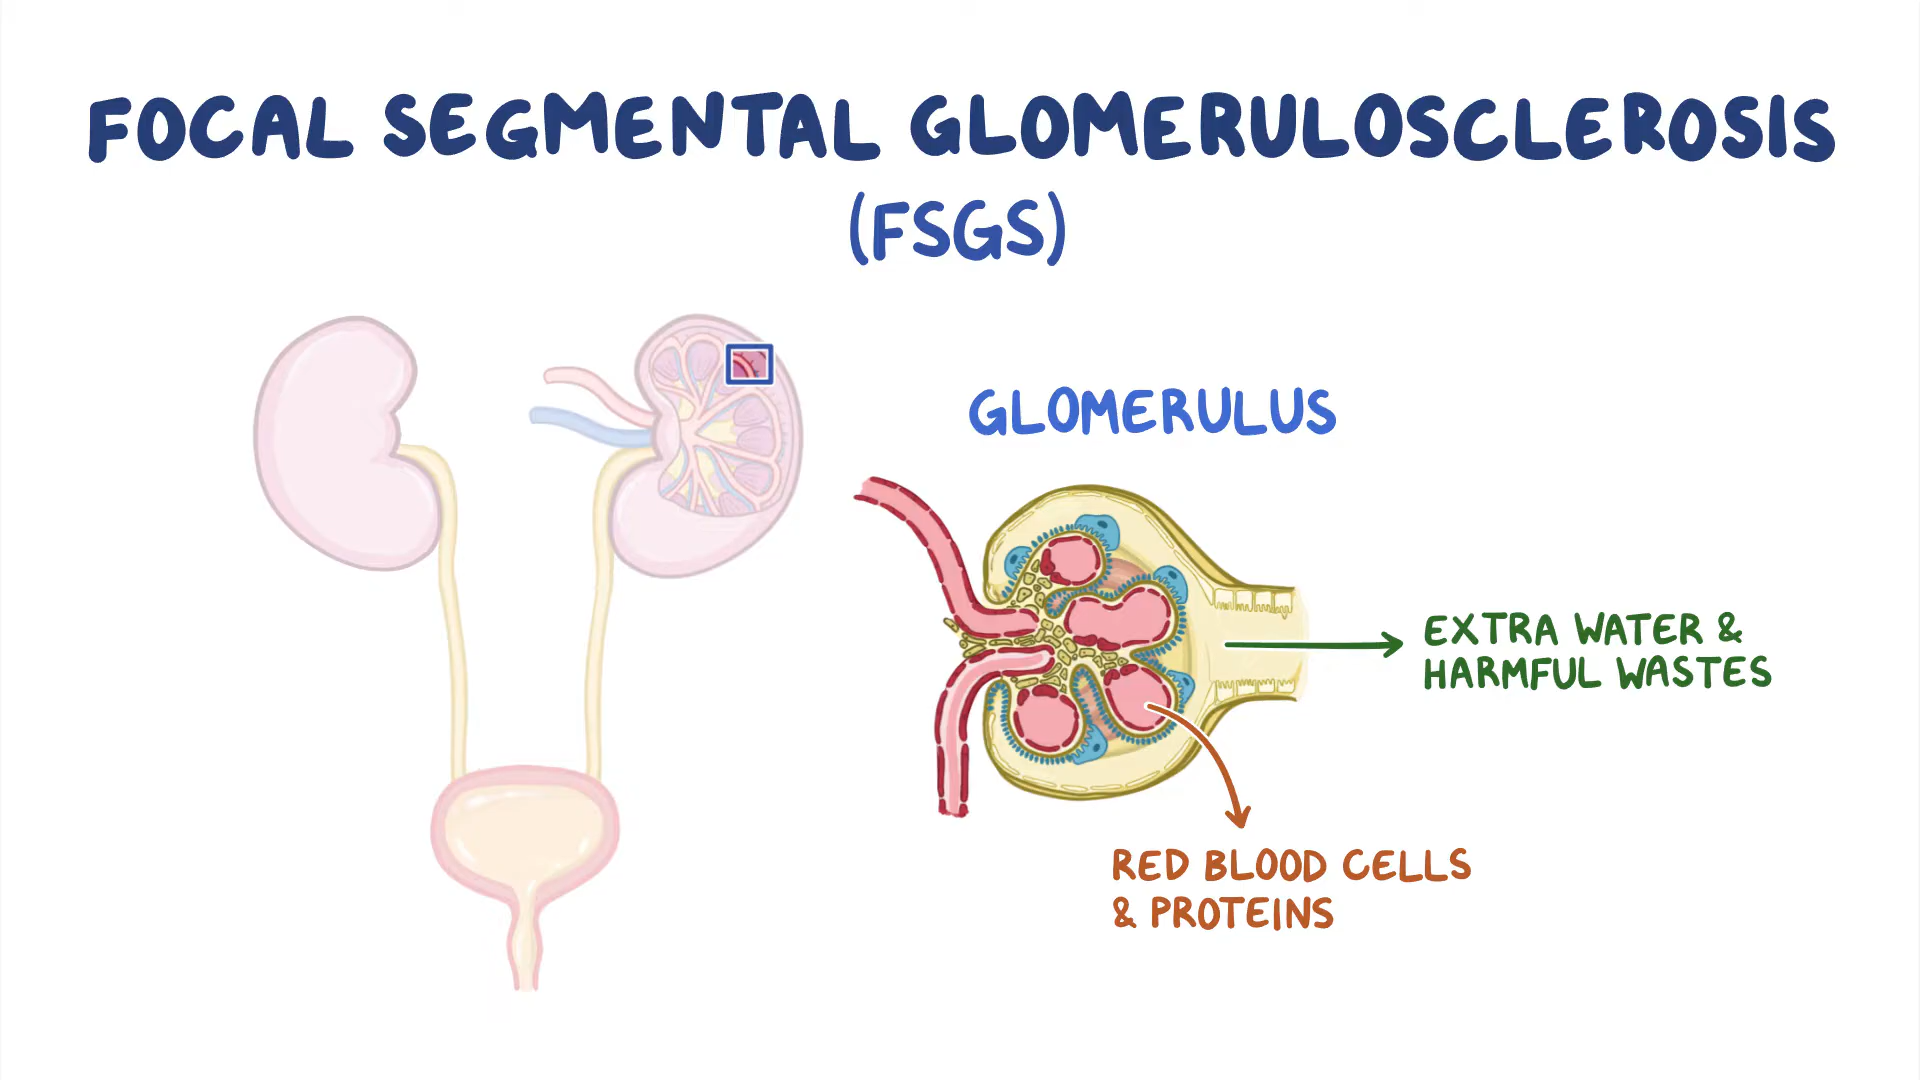 FOCAL SEGMENTAL GLOMERULOSCLEROSIS
(FSGS)
GLOMERULUS
EXTRA WATER &
HARMFUL WASTES
RED BLOOD CELLS
& PROTEINS